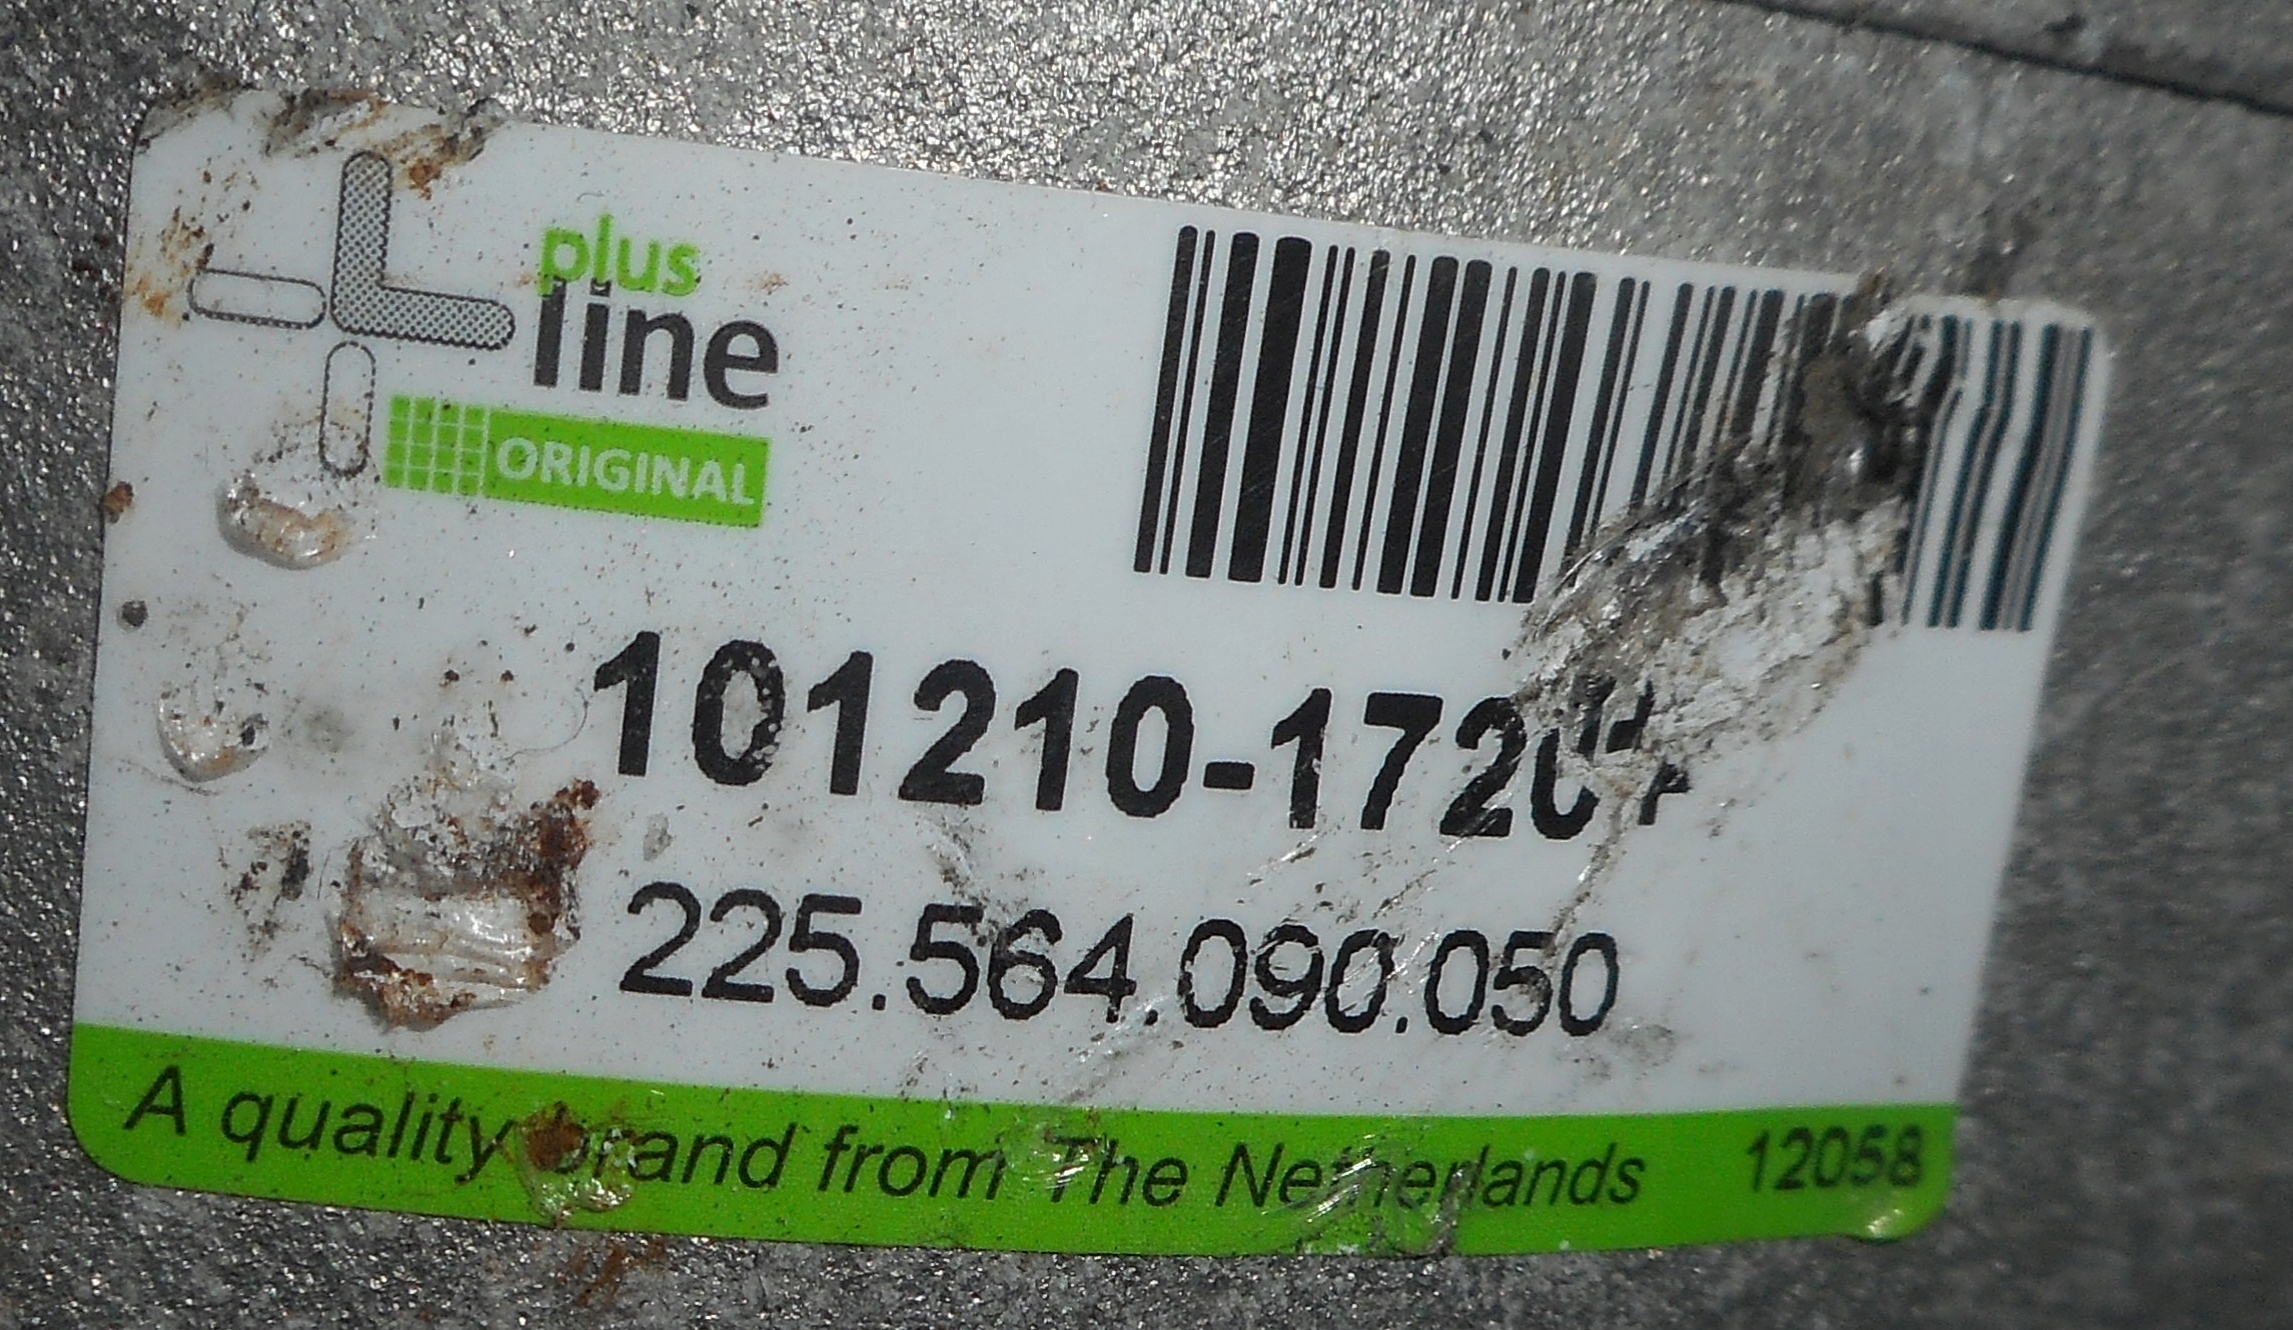 plus
line
ORIGINAL
225.564.090.050
A quality brand from The Netherlands 12058